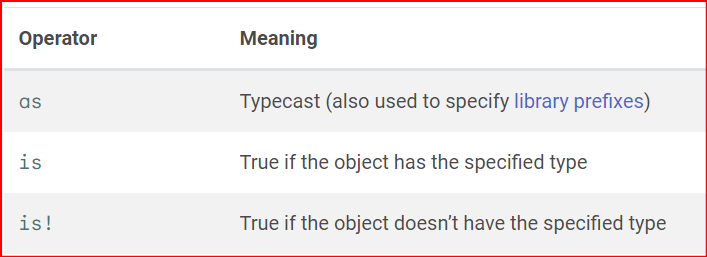 Operator Meaning
as Typecast (also used to specify library prefixes)
is True if the object has the specified type
is! True if the object doesn’t have the specified type